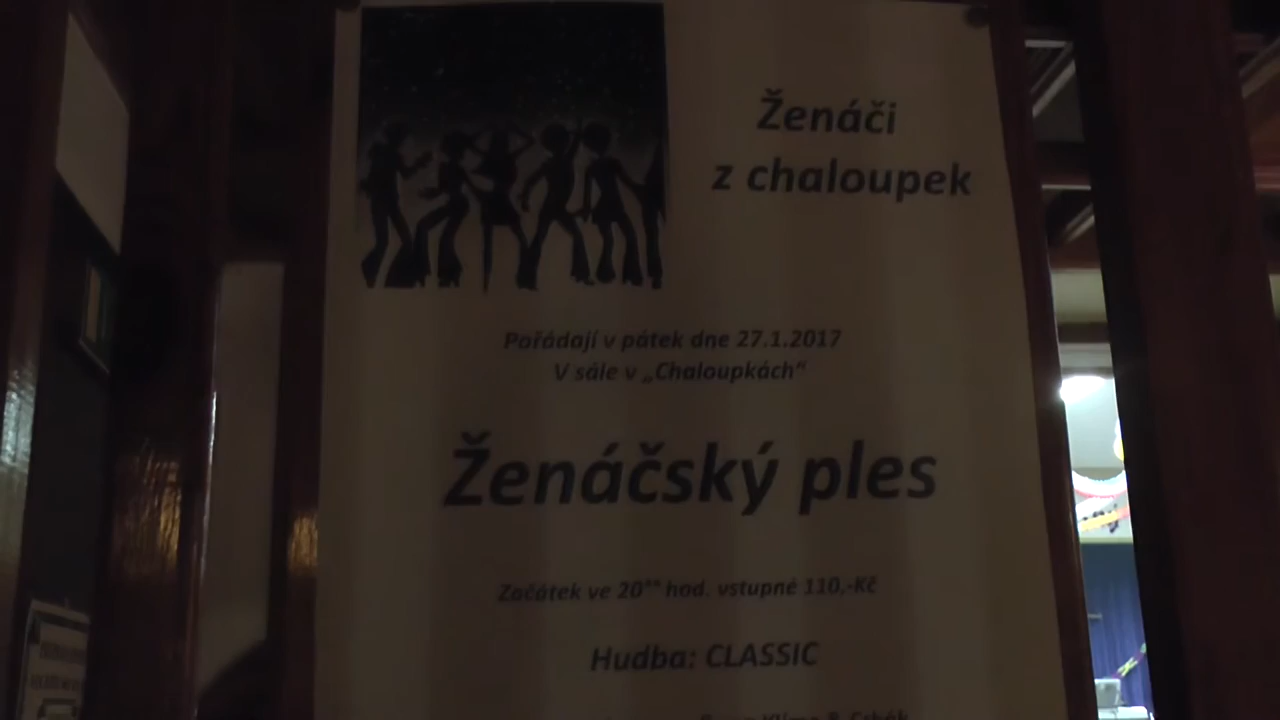 Ženáči
z chaloupek
Pořádají v pátek dne 27.1.2017
V sále v „Chaloupkách“
Ženáčský ples
Začátek ve 20°° hod. vstupné 110,-Kč
Hudba: CLASSIC